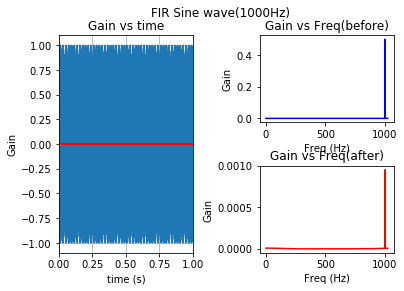 FIR Sine wave(1000Hz)
Gain vs time
1.00
0.75
0.50
0.25
0.00
−0.25
−0.50
−0.75
−1.00
Gain
0.00 0.25 0.50 0.75 1.00
time (s)
Gain vs Freq(before)
0.4
0.2
0.0
Gain
0 500 1000
Freq (Hz)
Gain vs Freq(after)
0.0010
0.0005
0.0000
Gain
0 500 1000
Freq (Hz)